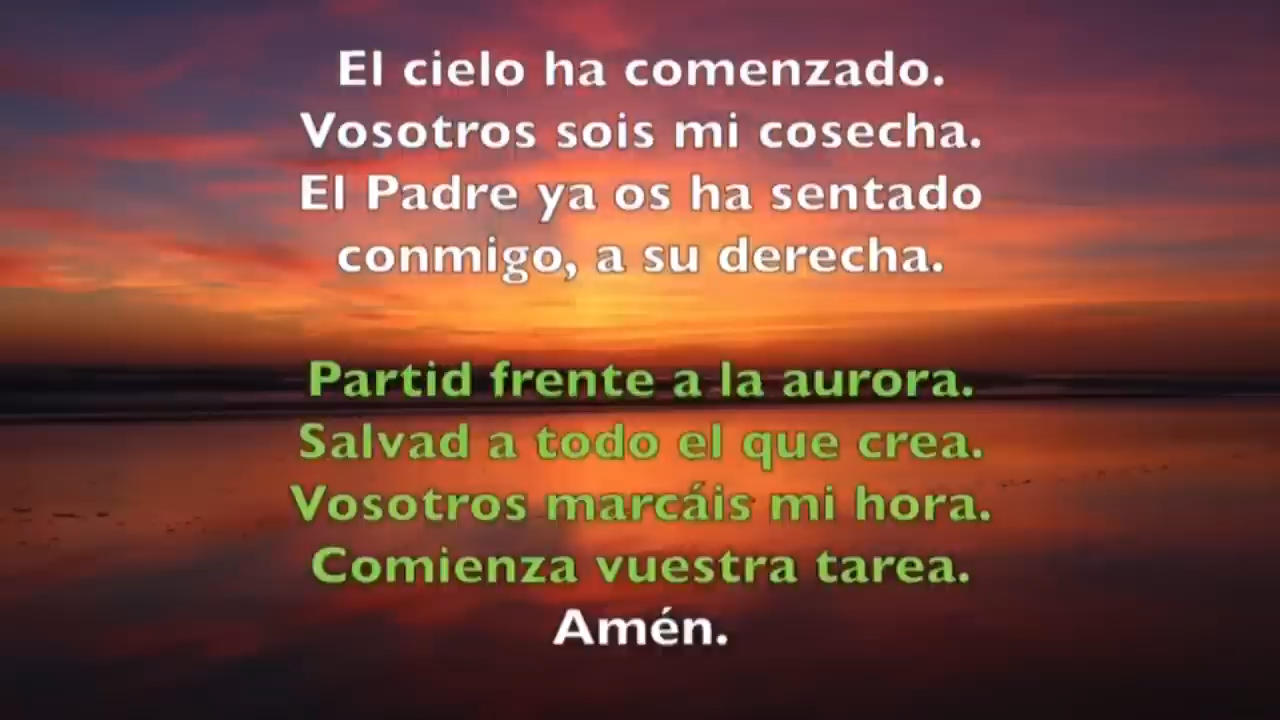 El cielo ha comenzado.
Vosotros sois mi cosecha.
El Padre ya os ha sentado
conmigo, a su derecha.
Partid frente a la aurora.
Salvad a todo el que crea.
Vosotros marcáis mi hora.
Comienza vuestra tarea.
Amén.